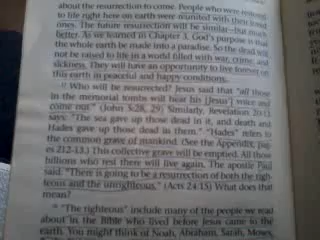 about the resurrection to come. People who were restored
to life right here on earth were reunited with their loved
ones. The future resurrection will be similar—but much
better. As we learned in Chapter 3, God's purpose is that
the whole earth be made into a paradise. So the dead will
not be raised to life in a world filled with war, crime, and
sickness. They will have an opportunity to live forever on
this earth in peaceful and happy conditions.
Who will be resurrected? Jesus said that "all those
in the memorial tombs will hear his [Jesus'] voice and
come out." (John 5:28, 29) Similarly, Revelation 20:13
says: "The sea gave up those dead in it, and death and
Hades gave up those dead in them." "Hades" refers to
the common grave of mankind. (See the Appendix, pag-
es 212-13.) This collective grave will be emptied. All those
billions who rest there will live again. The apostle Paul
said: "There is going to be a resurrection of both the righ-
teous and the unrighteous." (Acts 24:15) What does that
mean?
"The righteous" include many of the people we read
about in the Bible who lived before Jesus came to the
earth. You might think of Noah, Abraham, Sarah, Moses,